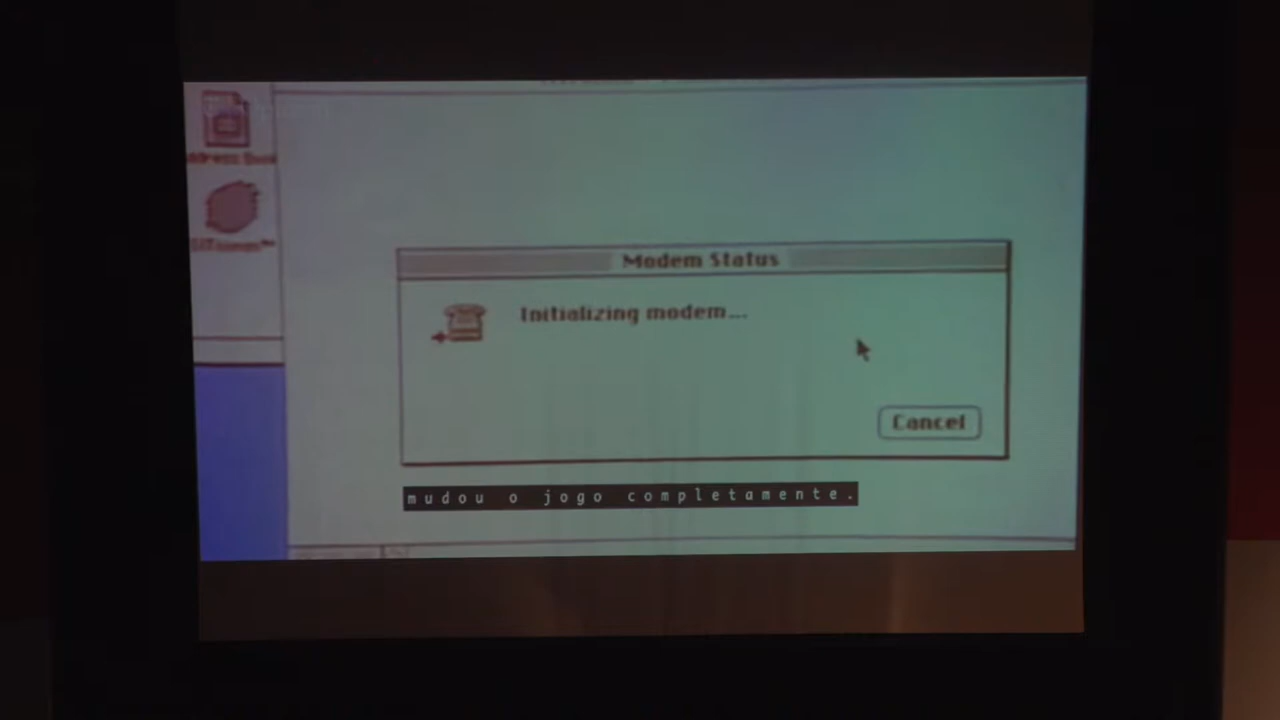 Modem Status
Initializing modem...
Cancel
mudou o jogo completamente.